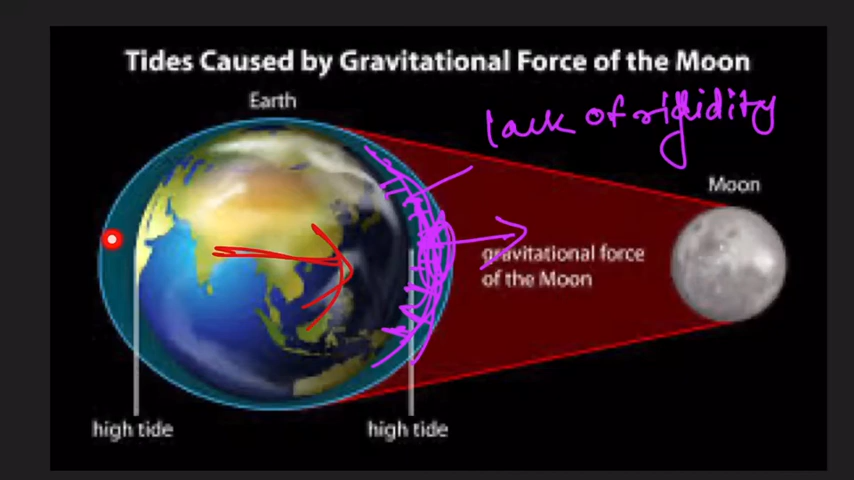 Tides Caused by Gravitational Force of the Moon
Earth
lack of rigidity
Moon
gravitational force
of the Moon
high tide
high tide